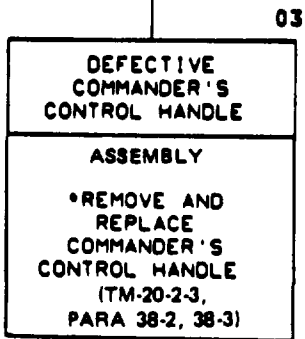 03
DEFECTIVE
COMMANDER'S
CONTROL HANDLE
ASSEMBLY
•REMOVE AND
REPLACE
COMMANDER'S
CONTROL HANDLE
(TM-20-2-3,
PARA 38-2, 38-3)